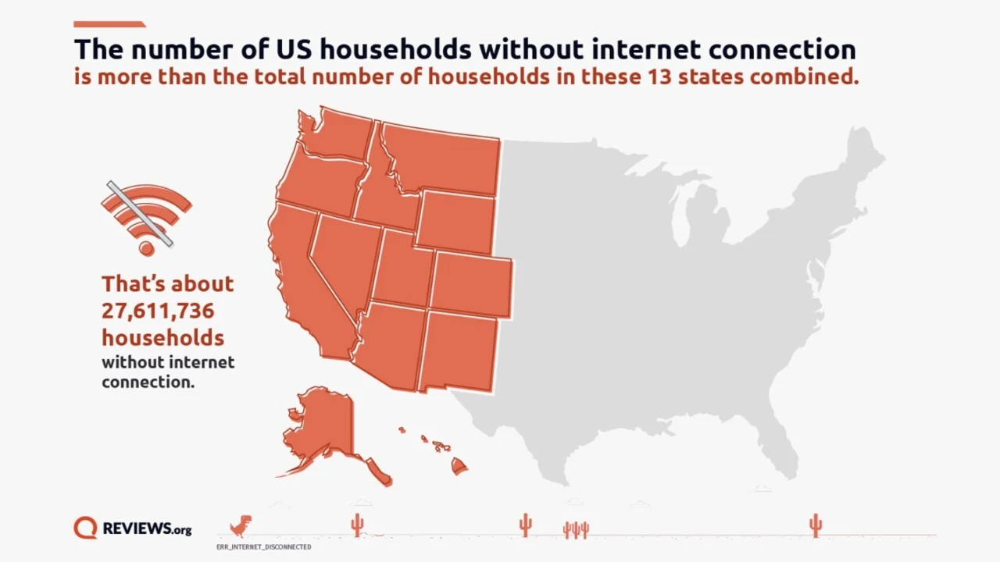 The number of US households without internet connection
is more than the total number of households in these 13 states combined.
That's about
27,611,736
households
without internet
connection.
REVIEWS.org
ERR_INTERNET_DISCONNECTED